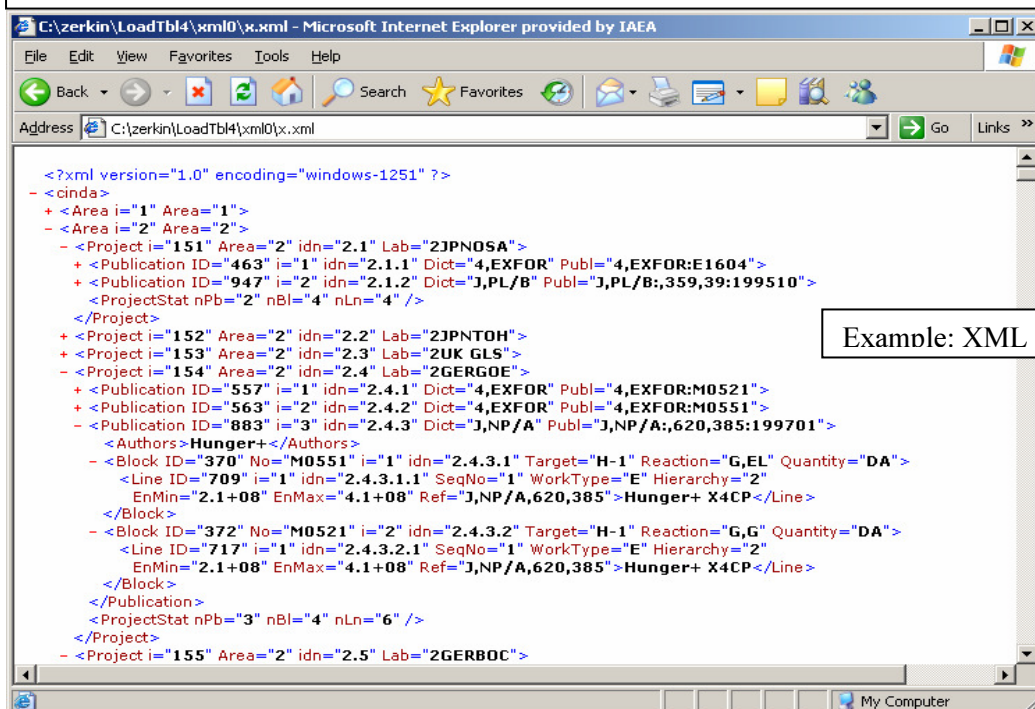 C:\zerkin\LoadTbl4\xml0\x.xml - Microsoft Internet Explorer provided by IAEA
File Edit View Favorites Tools Help
Back Search Favorites
Address C:\zerkin\LoadTbl4\xml0\x.xml Go Links »
<?xml version="1.0" encoding="windows-1251" ?>
- <cinda>
+ <Area i="1" Area="1">
- <Area i="2" Area="2">
- <Project i="151" Area="2" idn="2.1" Lab="2JPNOSA">
+ <Publication ID="463" i="1" idn="2.1.1" Dict="4,EXFOR" Publ="4,EXFOR:E1604">
+ <Publication ID="947" i="2" idn="2.1.2" Dict="J,PL/B" Publ="J,PL/B:,359,39:199510">
<ProjectStat nPb="2" nBl="4" nLn="4" />
</Project>
+ <Project i="152" Area="2" idn="2.2" Lab="2JPNTOH">
+ <Project i="153" Area="2" idn="2.3" Lab="2UK GLS">
- <Project i="154" Area="2" idn="2.4" Lab="2GERGOE">
+ <Publication ID="557" i="1" idn="2.4.1" Dict="4,EXFOR" Publ="4,EXFOR:M0521">
+ <Publication ID="563" i="2" idn="2.4.2" Dict="4,EXFOR" Publ="4,EXFOR:M0551">
- <Publication ID="883" i="3" idn="2.4.3" Dict="J,NP/A" Publ="J,NP/A:,620,385:199701">
<Authors>Hunger+</Authors>
- <Block ID="370" No="M0551" i="1" idn="2.4.3.1" Target="H-1" Reaction="G,EL" Quantity="DA">
<Line ID="709" i="1" idn="2.4.3.1.1" SeqNo="1" WorkType="E" Hierarchy="2"
EnMin="2.1+08" EnMax="4.1+08" Ref="J,NP/A,620,385">Hunger+ X4CP</Line>
</Block>
- <Block ID="372" No="M0521" i="2" idn="2.4.3.2" Target="H-1" Reaction="G,G" Quantity="DA">
<Line ID="717" i="1" idn="2.4.3.2.1" SeqNo="1" WorkType="E" Hierarchy="2"
EnMin="2.1+08" EnMax="4.1+08" Ref="J,NP/A,620,385">Hunger+ X4CP</Line>
</Block>
</Publication>
<ProjectStat nPb="3" nBl="4" nLn="6" />
</Project>
- <Project i="155" Area="2" idn="2.5" Lab="2GERBOC">
Example: XML
My Computer